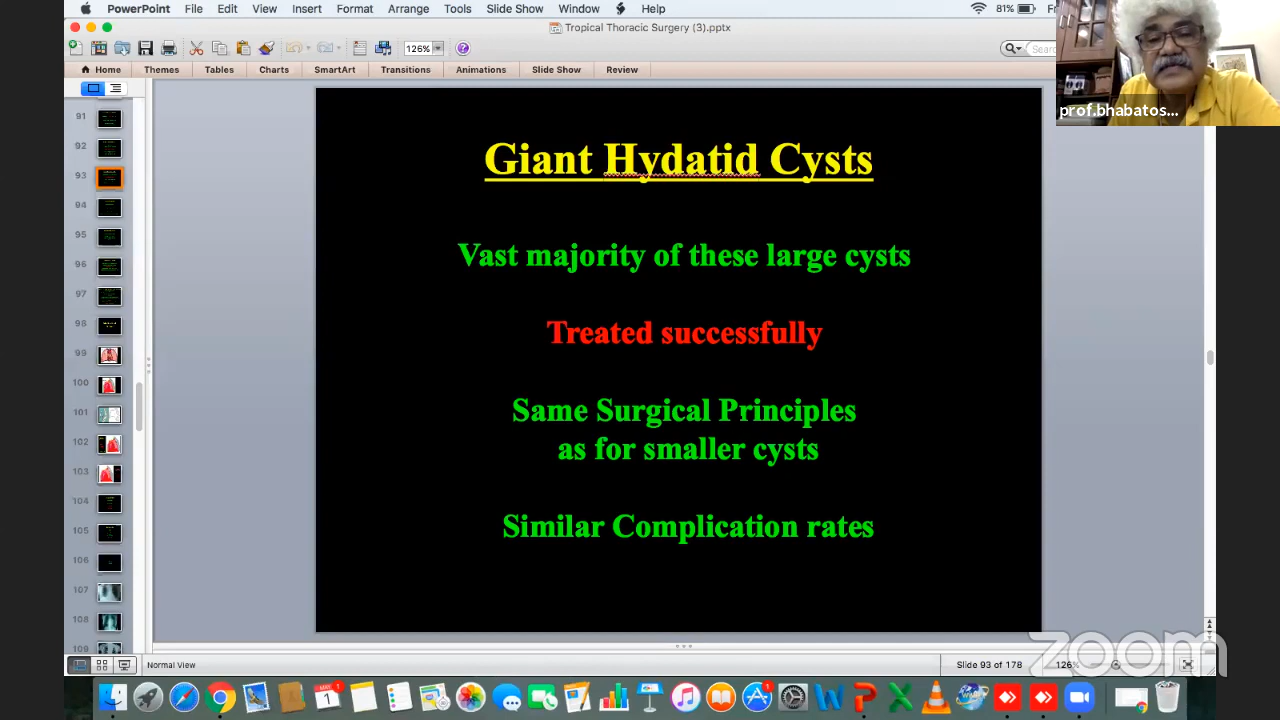 PowerPoint File Edit View Insert Format Arrange Tools Slide Show Window Help 81%
Tropical Thoracic Surgery (3).pptx
126%
Home Themes Tables Charts SmartArt Transitions Animations Slide Show Review
prof.bhabatos...
91
92
93
94
95
96
97
98
99
100
101
102
103
104
105
106
107
108
109
Giant Hydatid Cysts
Vast majority of these large cysts
Treated successfully
Same Surgical Principles
as for smaller cysts
Similar Complication rates
Normal View Slide 93 of 178 126%
zoom